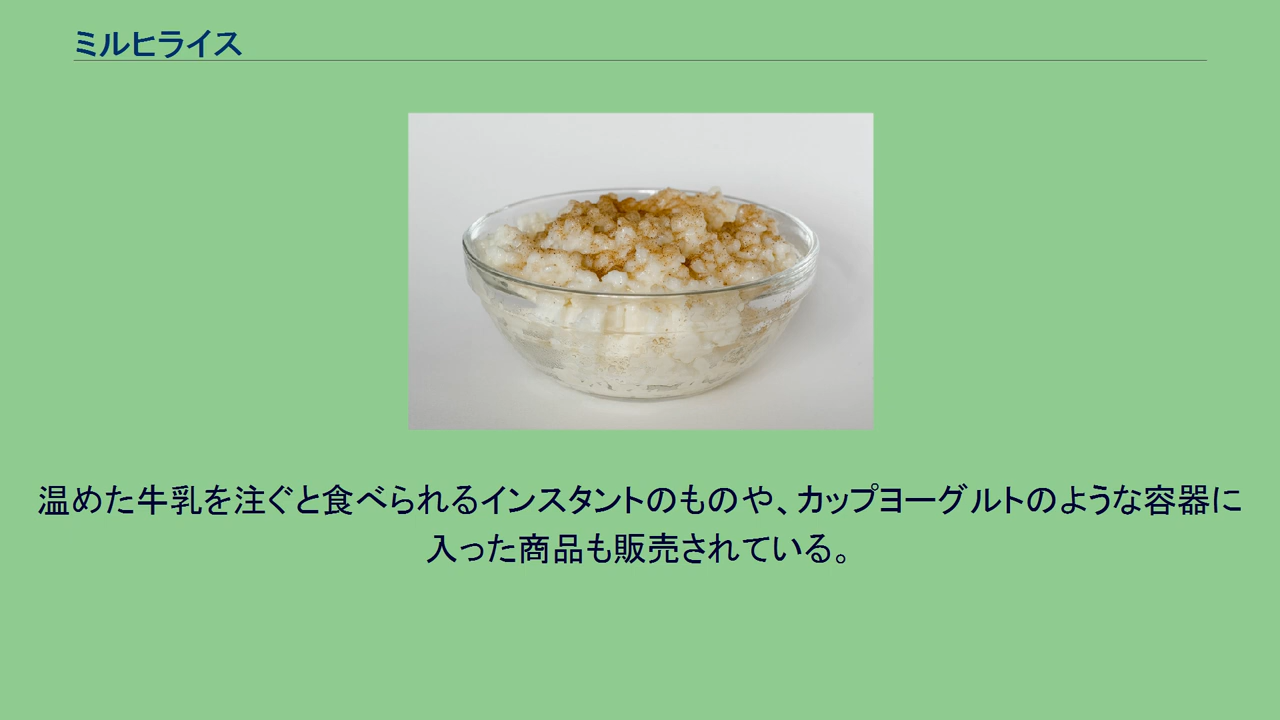 ミルヒライス
温めた牛乳を注ぐと食べられるインスタントのものや、カップヨーグルトのような容器に
入った商品も販売されている。